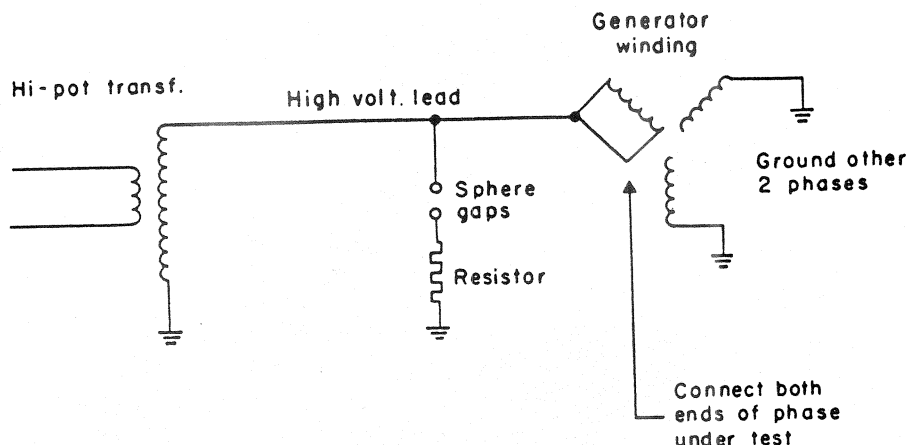 Generator
winding
Hi-pot transf.
High volt. lead
Sphere
gaps
Ground other
2 phases
Resistor
Connect both
ends of phase
under test